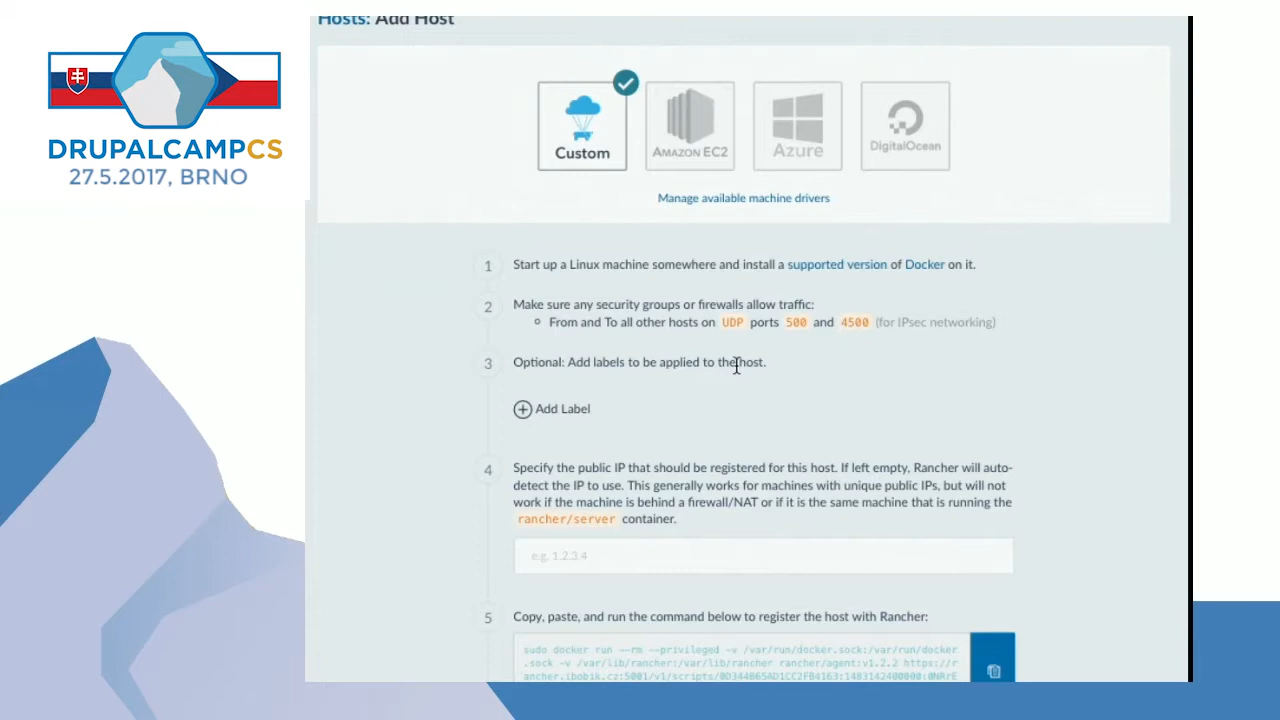 DRUPALCAMPCS
27.5.2017, BRNO
Hosts: Add Host
Custom
AMAZON EC2
Azure
DigitalOcean
Manage available machine drivers
1 Start up a Linux machine somewhere and install a supported version of Docker on it.
2 Make sure any security groups or firewalls allow traffic:
From and To all other hosts on UDP ports 500 and 4500 (for IPsec networking)
3 Optional: Add labels to be applied to the host.
Add Label
4 Specify the public IP that should be registered for this host. If left empty, Rancher will auto-
detect the IP to use. This generally works for machines with unique public IPs, but will not
work if the machine is behind a firewall/NAT or if it is the same machine that is running the
rancher/server container.
e.g. 1.2.3.4
5 Copy, paste, and run the command below to register the host with Rancher:
sudo docker run --rm --privileged -v /var/run/docker.sock:/var/run/docker
.sock -v /var/lib/rancher:/var/lib/rancher rancher/agent:v1.2.2 https://r
ancher.ibobik.cz:5001/v1/scripts/